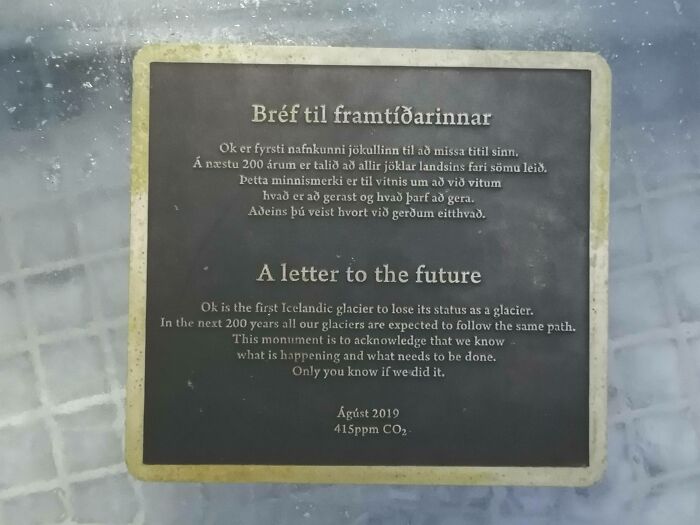 Bréf til framtíðarinnar
Ok er fyrsti nafnkunni jökullinn til að missa titil sinn.
Á næstu 200 árum er talið að allir jöklar landsins fari sömu leið.
Þetta minnismerki er til vitnis um að við vitum
hvað er að gerast og hvað þarf að gera.
Aðeins þú veist hvort við gerðum eitthvað.
A letter to the future
Ok is the first Icelandic glacier to lose its status as a glacier.
In the next 200 years all our glaciers are expected to follow the same path.
This monument is to acknowledge that we know
what is happening and what needs to be done.
Only you know if we did it.
Ágúst 2019
415ppm CO₂